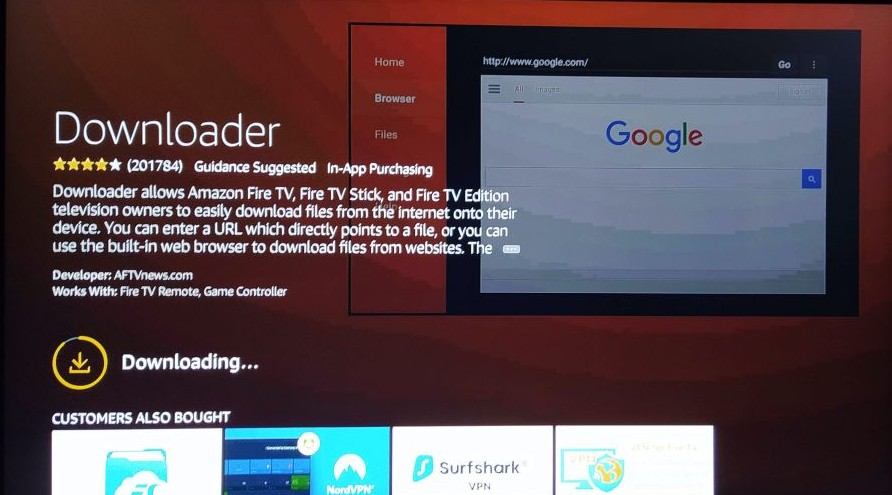 Home
http://www.google.com/
Go
Browser
All Images
Files
Google
Downloader
(201784) Guidance Suggested In-App Purchasing
Downloader allows Amazon Fire TV, Fire TV Stick, and Fire TV Edition
television owners to easily download files from the internet onto their
device. You can enter a URL which directly points to a file, or you can
use the built-in web browser to download files from websites. The
Developer: AFTVnews.com
Works With: Fire TV Remote, Game Controller
Downloading...
CUSTOMERS ALSO BOUGHT
NordVPN
Surfshark
VPN
VPN